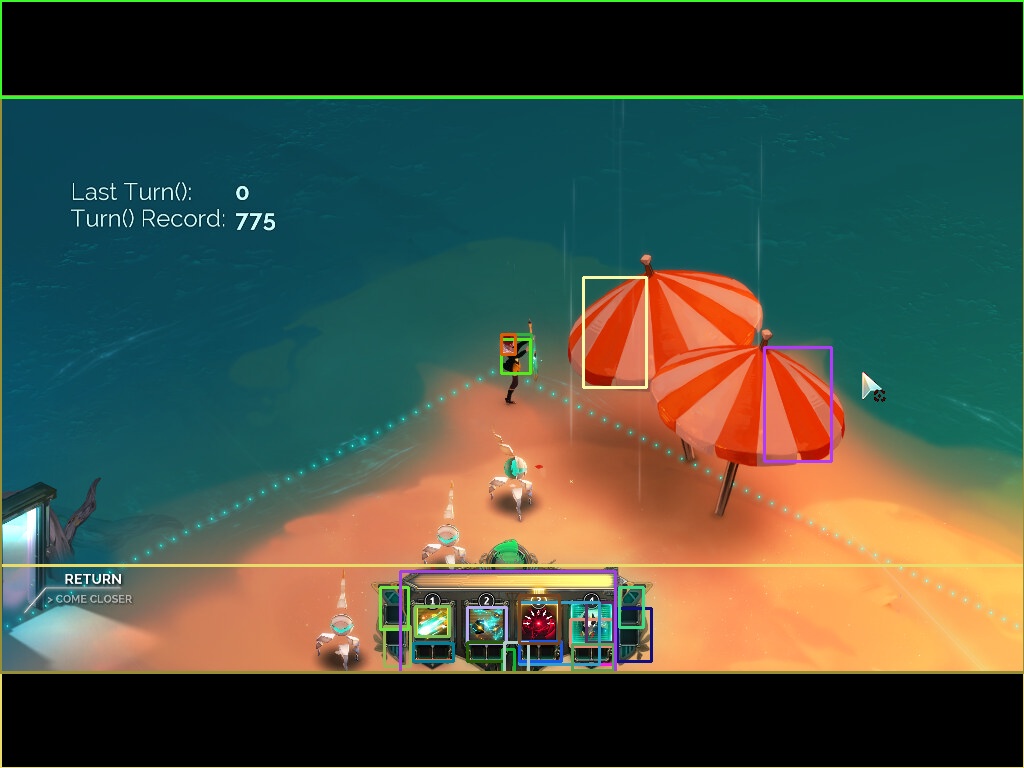 Last Turn(): 0
Turn() Record: 775
RETURN
> COME CLOSER
1 2 3 4